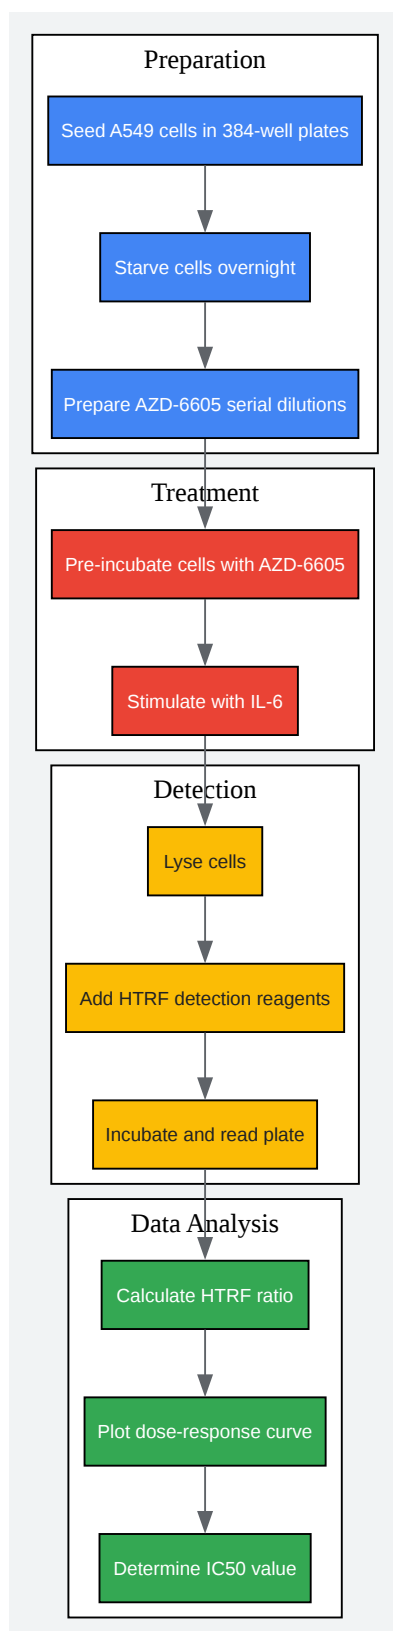 Preparation
Seed A549 cells in 384-well plates
Starve cells overnight
Prepare AZD-6605 serial dilutions
Treatment
Pre-incubate cells with AZD-6605
Stimulate with IL-6
Detection
Lyse cells
Add HTRF detection reagents
Incubate and read plate
Data Analysis
Calculate HTRF ratio
Plot dose-response curve
Determine IC50 value